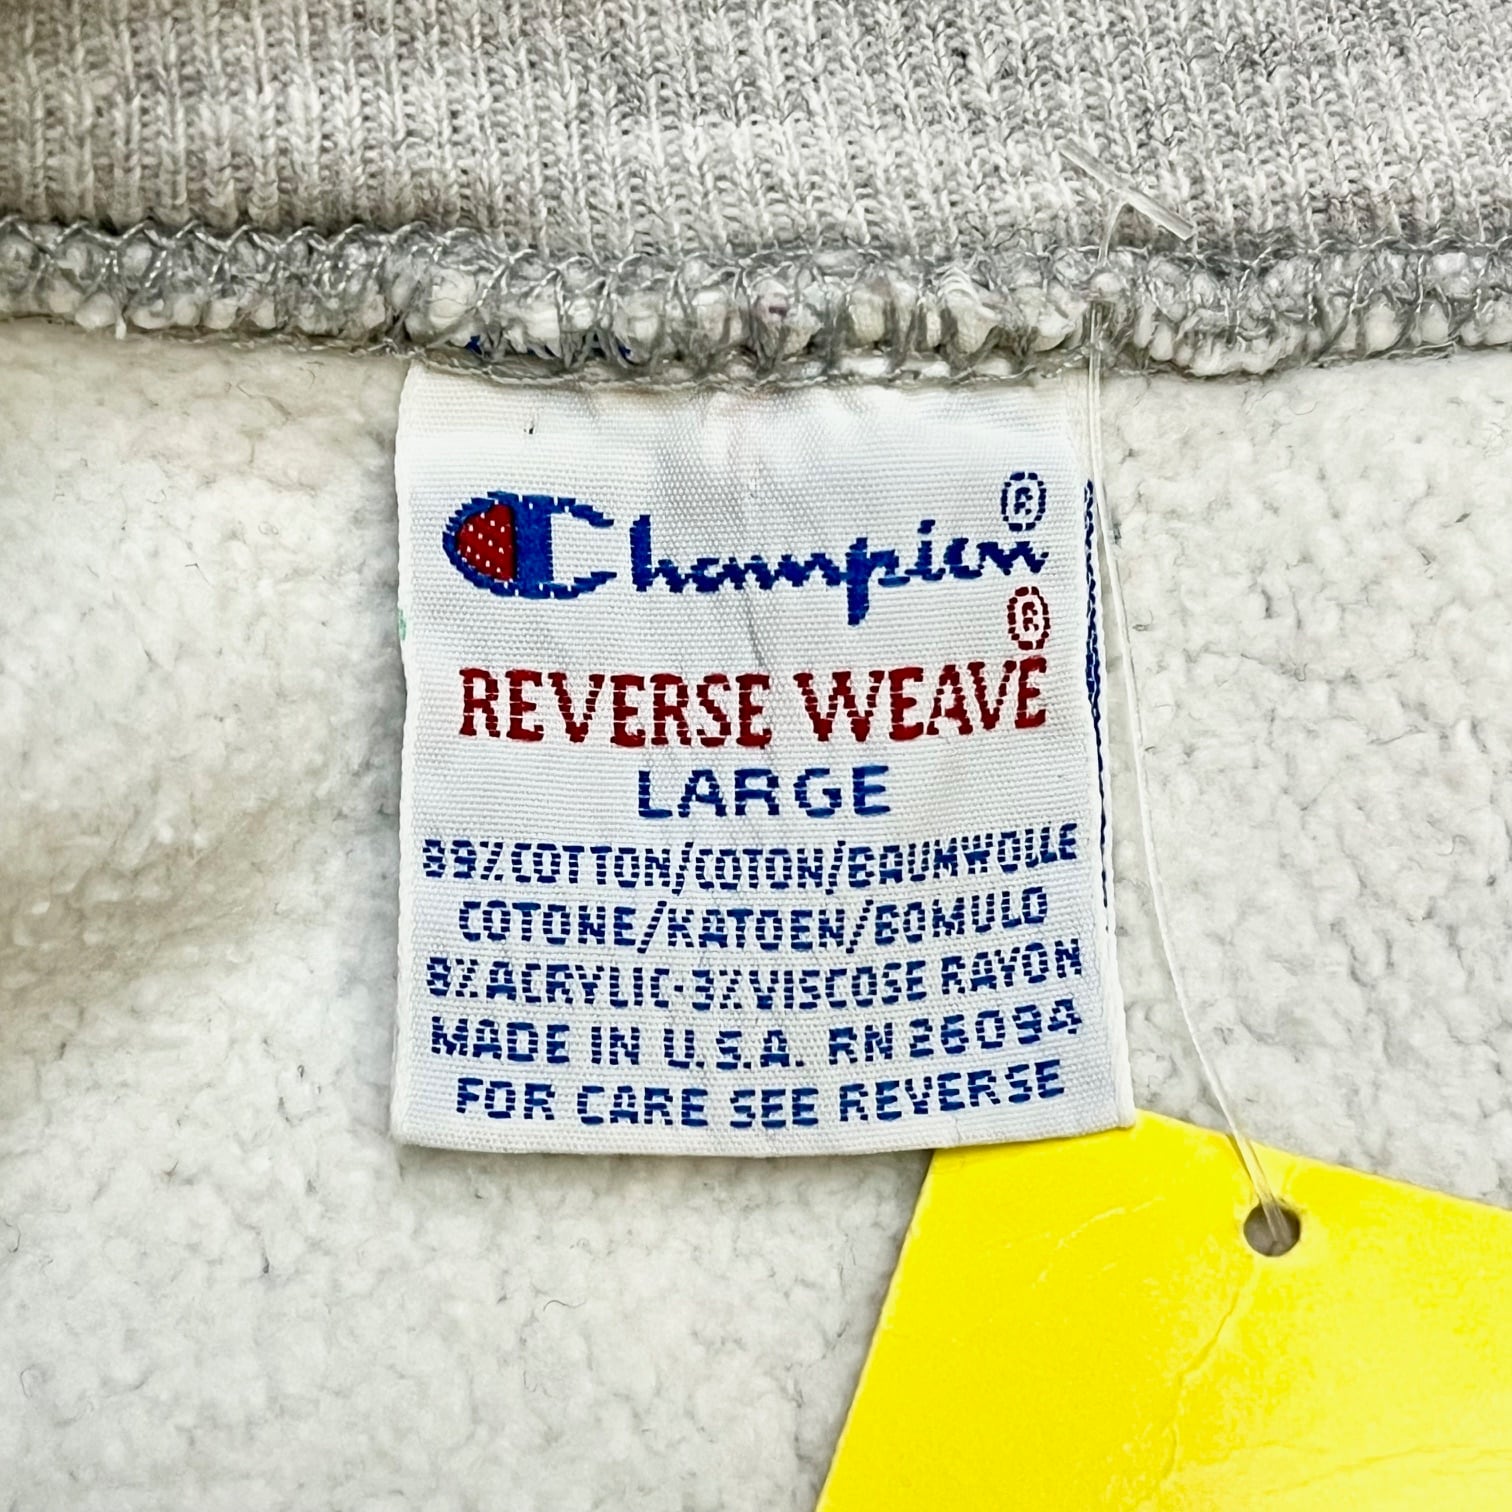 Champion®
®
REVERSE WEAVE
LARGE
89% COTTON/COTON/BAUMWOLLE
COTONE/KATOEN/BOMULD
8% ACRYLIC·3% VISCOSE RAYON
MADE IN U.S.A. RN 26094
FOR CARE SEE REVERSE